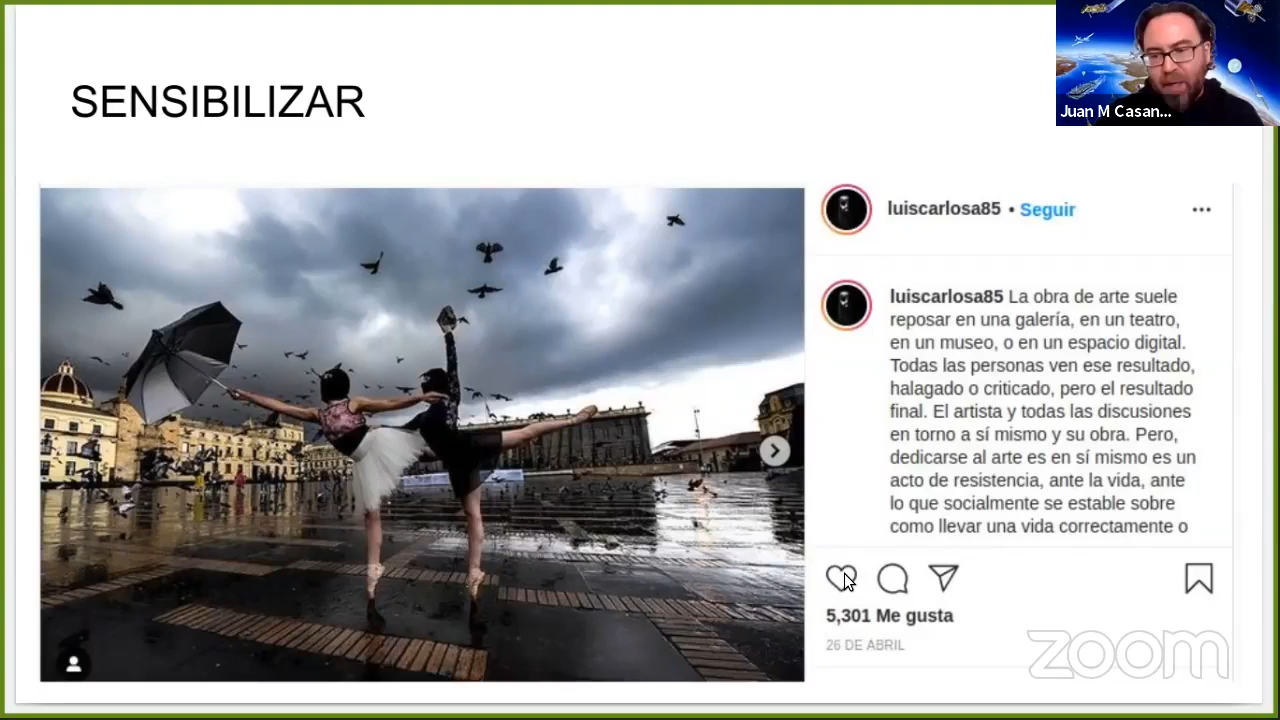 SENSIBILIZAR
Juan M Casan...
luiscarlosa85 • Seguir
luiscarlosa85 La obra de arte suele
reposar en una galería, en un teatro,
en un museo, o en un espacio digital.
Todas las personas ven ese resultado,
halagado o criticado, pero el resultado
final. El artista y todas las discusiones
en torno a sí mismo y su obra. Pero,
dedicarse al arte es en sí mismo es un
acto de resistencia, ante la vida, ante
lo que socialmente se estable sobre
como llevar una vida correctamente o
5,301 Me gusta
26 DE ABRIL
zoom